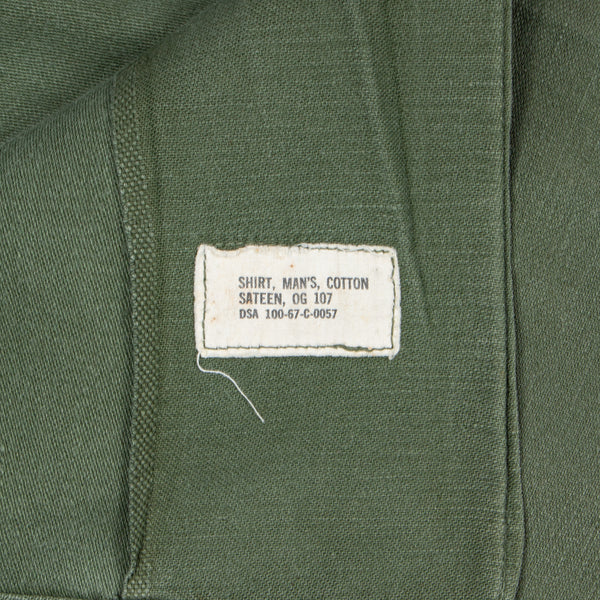 SHIRT, MAN'S, COTTON
SATEEN, OG 107
DSA 100-67-C-0057